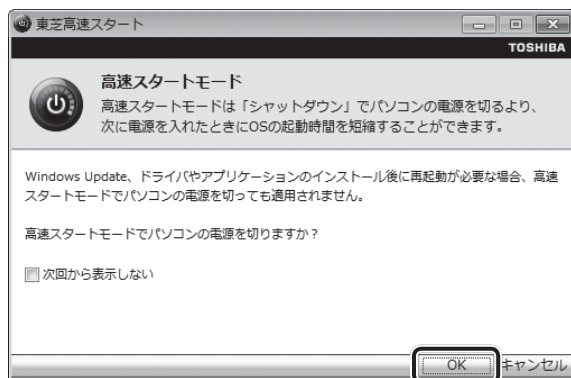 東芝高速スタート
TOSHIBA
高速スタートモード
高速スタートモードは「シャットダウン」でパソコンの電源を切るより、
次に電源を入れたときにOSの起動時間を短縮することができます。
Windows Update、ドライバやアプリケーションのインストール後に再起動が必要な場合、高速
スタートモードでパソコンの電源を切っても適用されません。
高速スタートモードでパソコンの電源を切りますか？
次回から表示しない
OK キャンセル